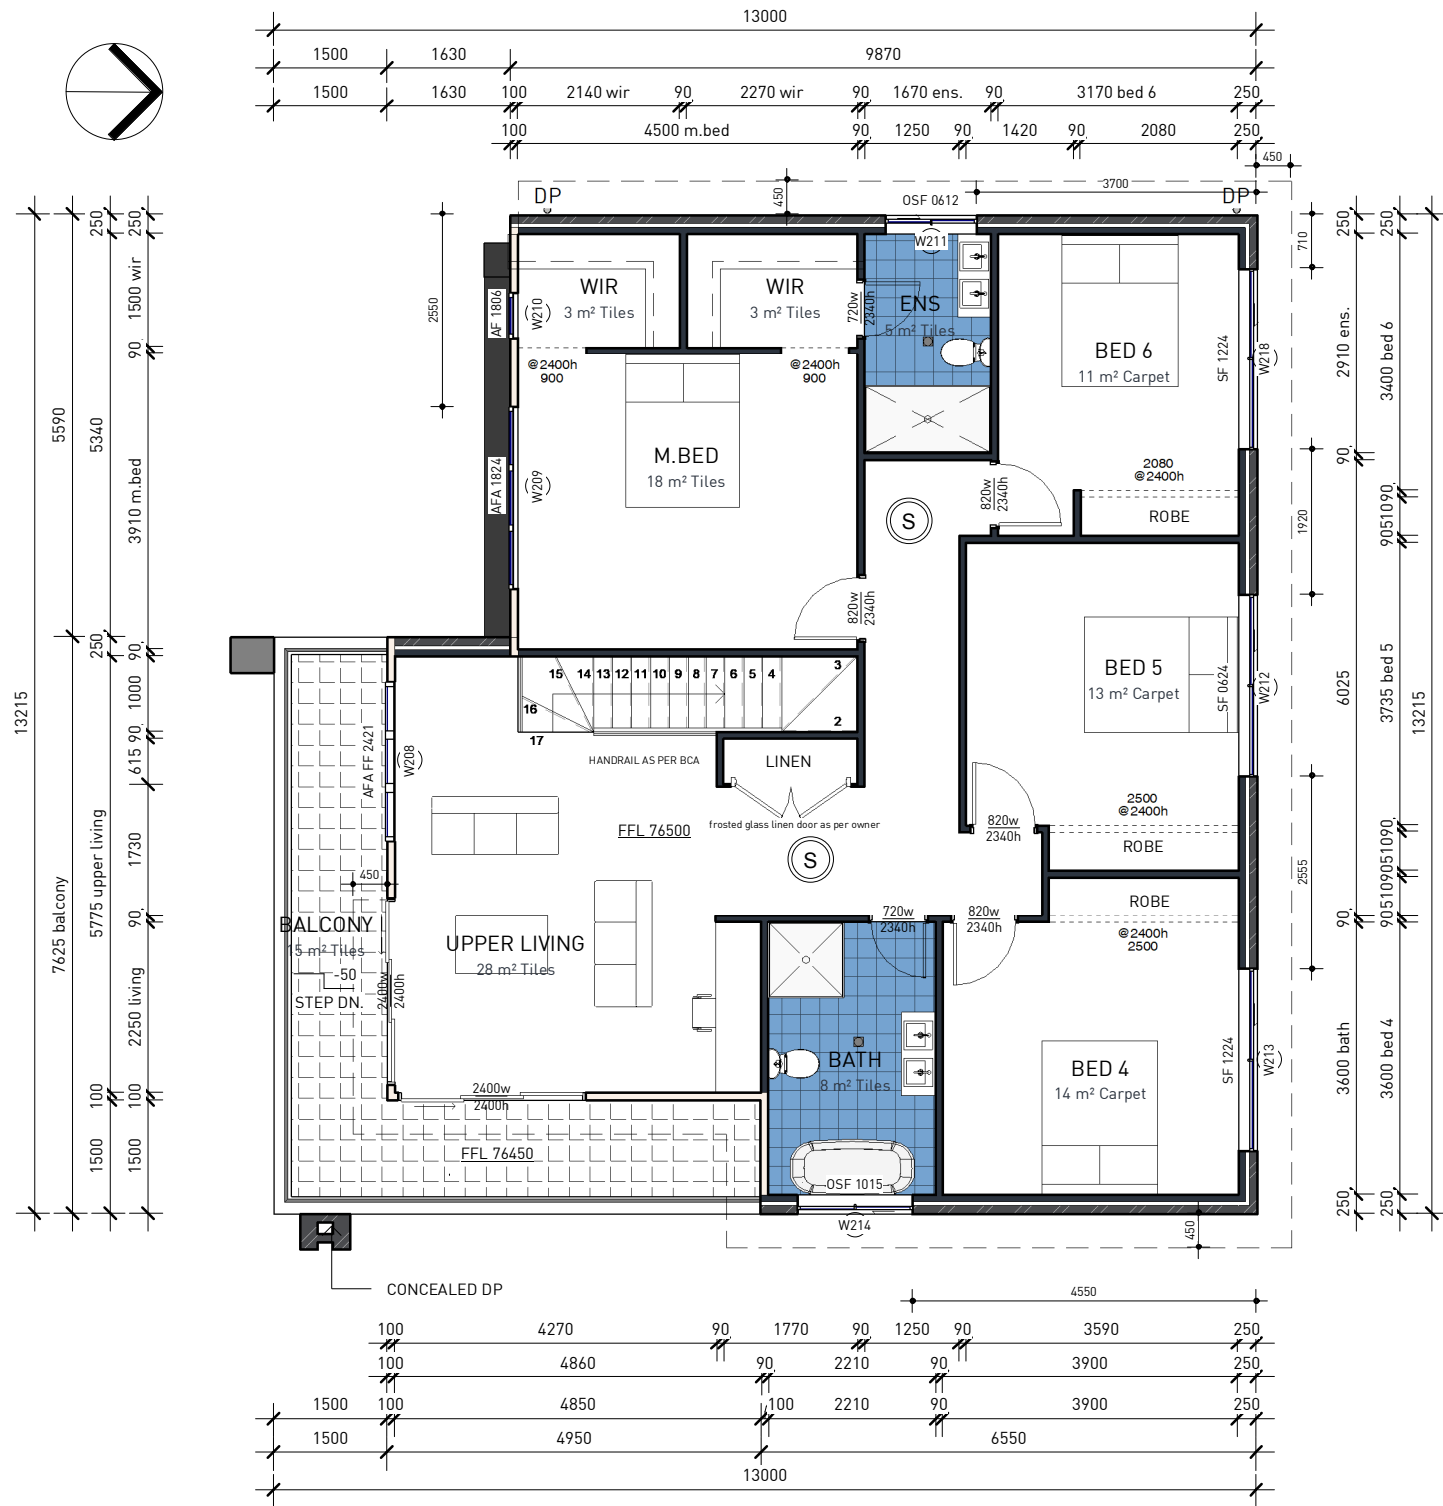 13000
1500 1630 9870
1500 1630 100 2140 wir 90 2270 wir 90 1670 ens. 90 3170 bed 6 250
100 4500 m.bed 90 1250 90 1420 90 2080 250
450
3700
450
DP
OSF 0612
DP
W211
250
250
250
250
710
1500 wir
2550
AF 1806
W210
WIR
3 m² Tiles
WIR
3 m² Tiles
720w
2340h
ENS
5 m² Tiles
BED 6
11 m² Carpet
SF 1224
W218
2910 ens.
3400 bed 6
90
@2400h
900
@2400h
900
5590
5340
3910 m.bed
AFA 1824
W209
M.BED
18 m² Tiles
2080
@2400h
820w
2340h
ROBE
S
1920
90
90
510
90
820w
2340h
13215
250
90
1000
90
615
15 14 13 12 11 10 9 8 7 6 5 4 3
16
17
2
BED 5
13 m² Carpet
SF 0624
W212
6025
3735 bed 5
13215
AFA FF 2421
W208
HANDRAIL AS PER BCA
LINEN
frosted glass linen door as per owner
FFL 76500
S
2500
@2400h
820w
2340h
ROBE
5775 upper living
7625 balcony
1730
450
2555
90
510
90
510
90
90
90
BALCONY
15 m² Tiles
-50
STEP DN.
2400w
2400h
UPPER LIVING
28 m² Tiles
720w
2340h
820w
2340h
ROBE
@2400h
2500
2250 living
BATH
8 m² Tiles
BED 4
14 m² Carpet
SF 1224
W213
3600 bath
3600 bed 4
100
100
2400w
2400h
1500
1500
FFL 76450
OSF 1015
W214
250
250
450
CONCEALED DP
4550
100 4270 90 1770 90 1250 90 3590 250
100 4860 90 2210 90 3900 250
1500 100 4850 100 2210 90 3900 250
1500 4950 6550
13000